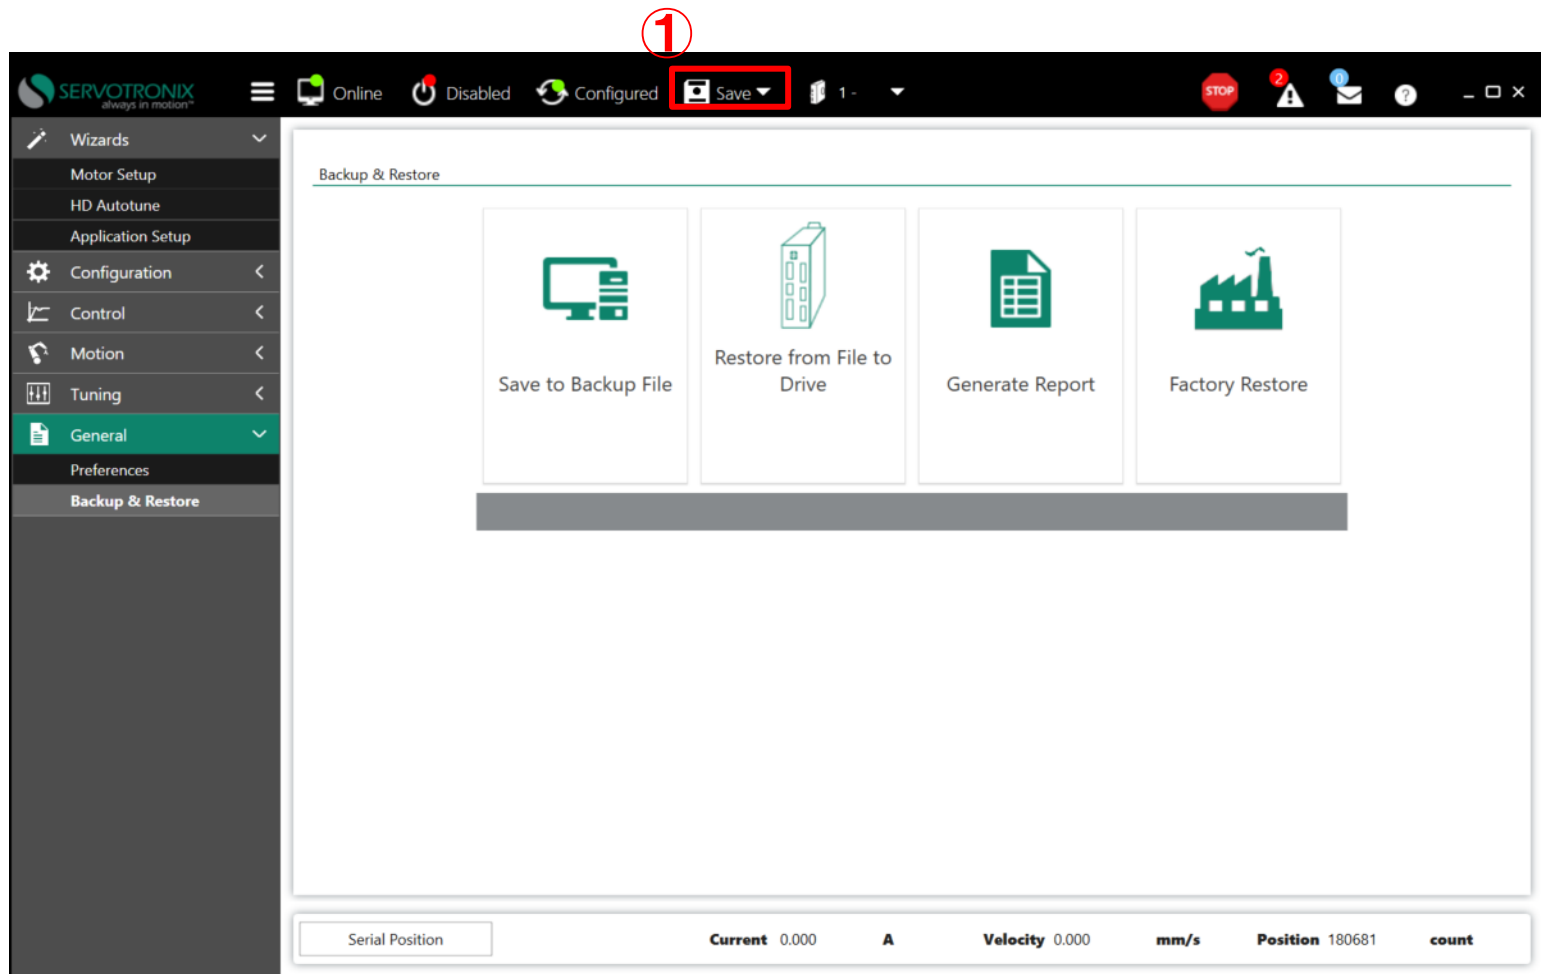 ①
SERVOTRONIX
always in motion™
Online
Disabled
Configured
Save
1 -
STOP
2
0
?
Wizards
Motor Setup
HD Autotune
Application Setup
Configuration
Control
Motion
Tuning
General
Preferences
Backup & Restore
Backup & Restore
Save to Backup File
Restore from File to
Drive
Generate Report
Factory Restore
Serial Position
Current 0.000 A
Velocity 0.000 mm/s
Position 180681 count